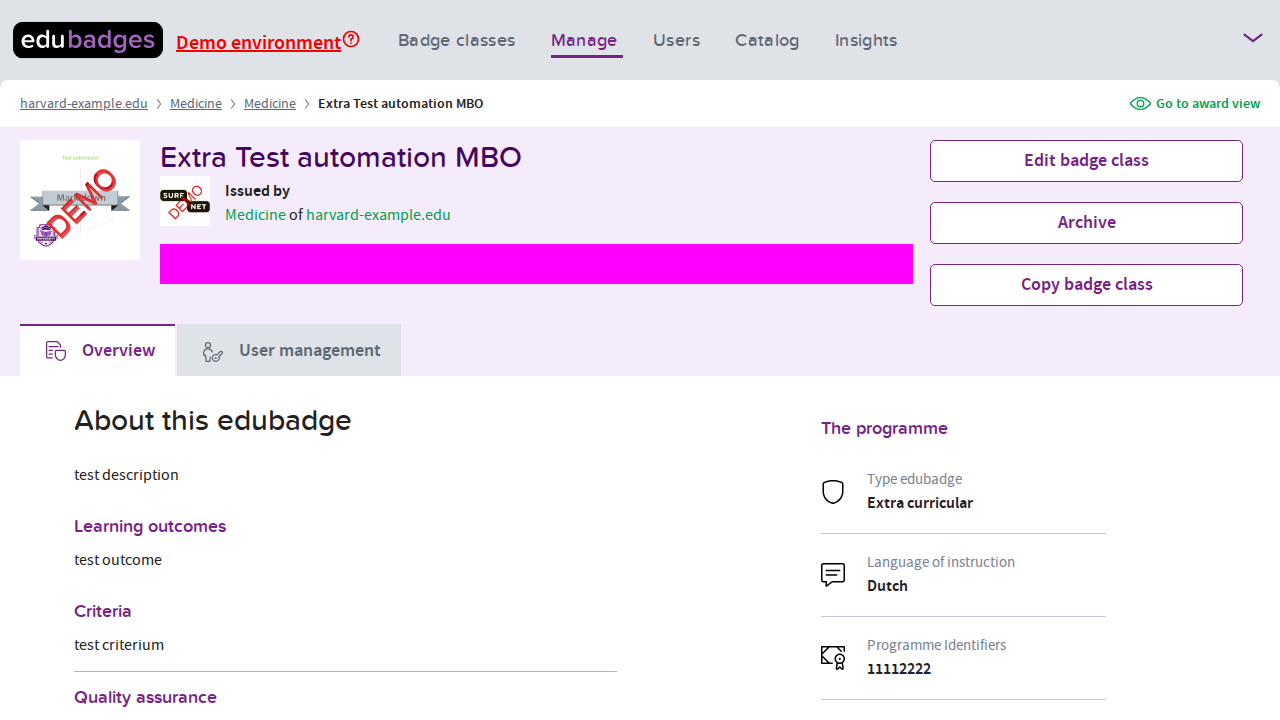 edubadges
Demo environment
Badge classes
Manage
Users
Catalog
Insights
harvard-example.edu > Medicine > Medicine > Extra Test automation MBO
Go to award view
Test automation
DEMO
Extra Test automation MBO
SURF
NET
DEMO
Issued by
Medicine of harvard-example.edu
Edit badge class
Archive
Copy badge class
Overview
User management
About this edubadge
test description
Learning outcomes
test outcome
Criteria
test criterium
Quality assurance
The programme
Type edubadge
Extra curricular
Language of instruction
Dutch
Programme Identifiers
11112222